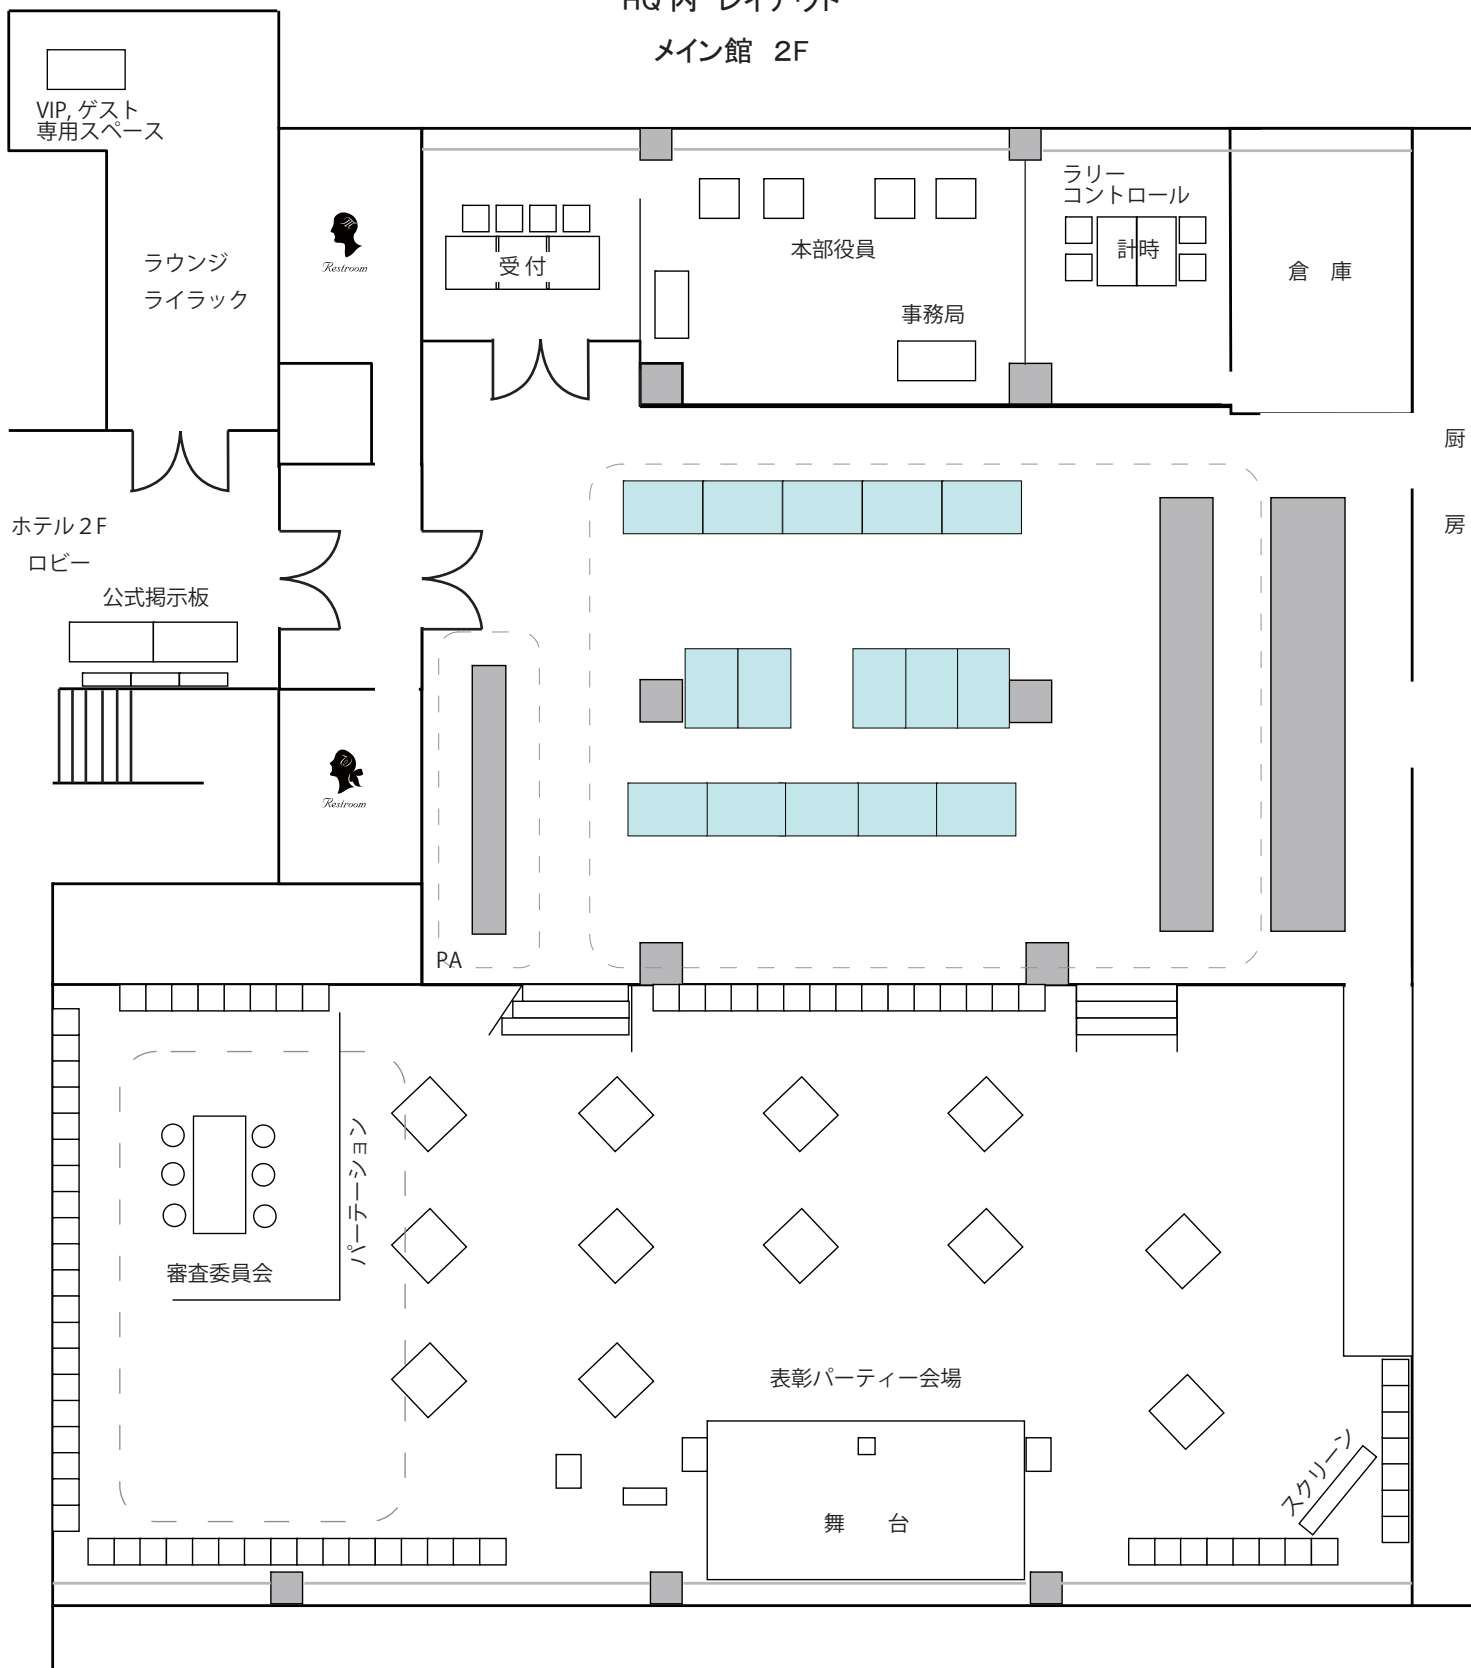 HQ 内 レイアウト
メイン館 2F
VIP, ゲスト
専用スペース
ラウンジ
ライラック
Restroom
受 付
本部役員
事務局
ラリー
コントロール
計時
倉 庫
厨
房
ホテル２F
ロビー
公式掲示板
Restroom
PA
パーテーション
審査委員会
表彰パーティー会場
舞 台
スクリーン